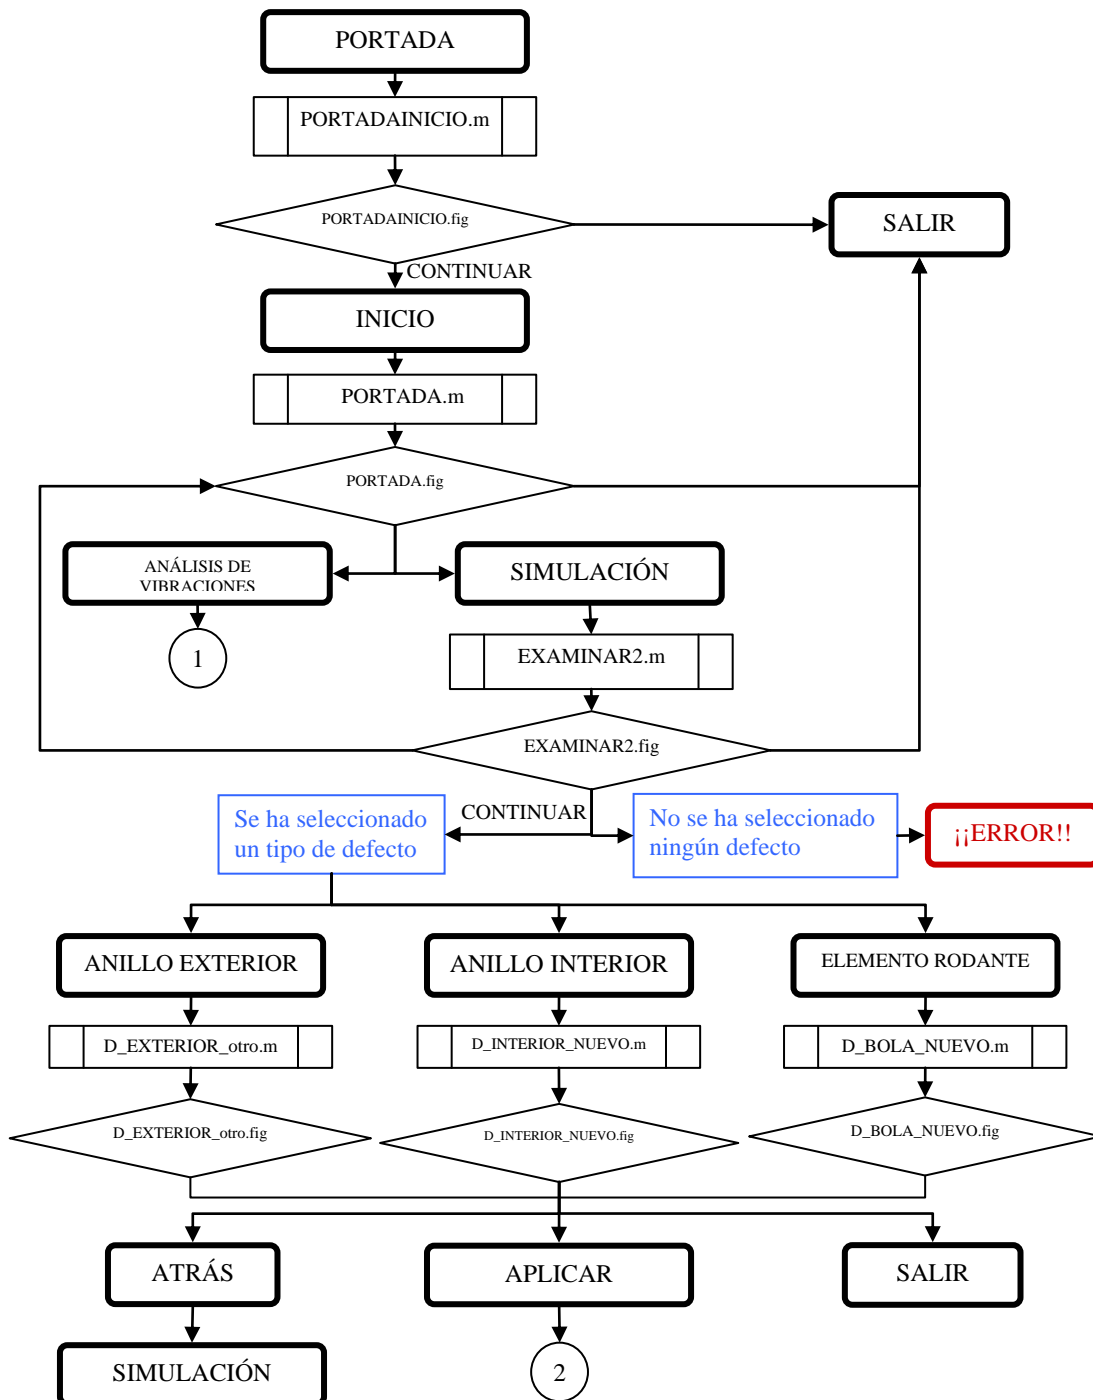 PORTADA
PORTADAINICIO.m
PORTADAINICIO.fig
SALIR
CONTINUAR
INICIO
PORTADA.m
PORTADA.fig
ANÁLISIS DE
VIBRACIONES
SIMULACIÓN
1
EXAMINAR2.m
EXAMINAR2.fig
CONTINUAR
Se ha seleccionado
un tipo de defecto
No se ha seleccionado
ningún defecto
¡¡ERROR!!
ANILLO EXTERIOR
ANILLO INTERIOR
ELEMENTO RODANTE
D_EXTERIOR_otro.m
D_INTERIOR_NUEVO.m
D_BOLA_NUEVO.m
D_EXTERIOR_otro.fig
D_INTERIOR_NUEVO.fig
D_BOLA_NUEVO.fig
ATRÁS
APLICAR
SALIR
SIMULACIÓN
2